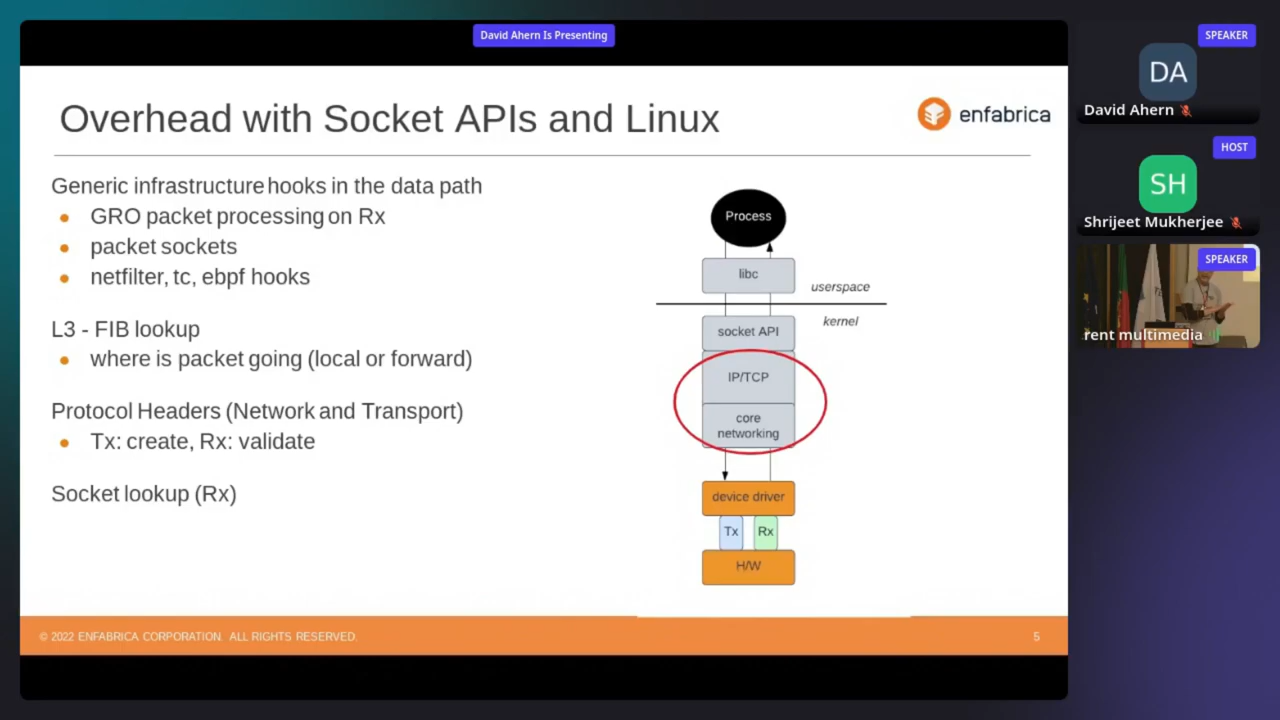 David Ahern Is Presenting
Overhead with Socket APIs and Linux
enfabrica
Generic infrastructure hooks in the data path
GRO packet processing on Rx
packet sockets
netfilter, tc, ebpf hooks
L3 - FIB lookup
where is packet going (local or forward)
Protocol Headers (Network and Transport)
Tx: create, Rx: validate
Socket lookup (Rx)
Process
libc
userspace
kernel
socket API
IP/TCP
core
networking
device driver
Tx Rx
H/W
© 2022 ENFABRICA CORPORATION. ALL RIGHTS RESERVED.
5
SPEAKER
DA
David Ahern
HOST
SH
Shrijeet Mukherjee
SPEAKER
rent multimedia